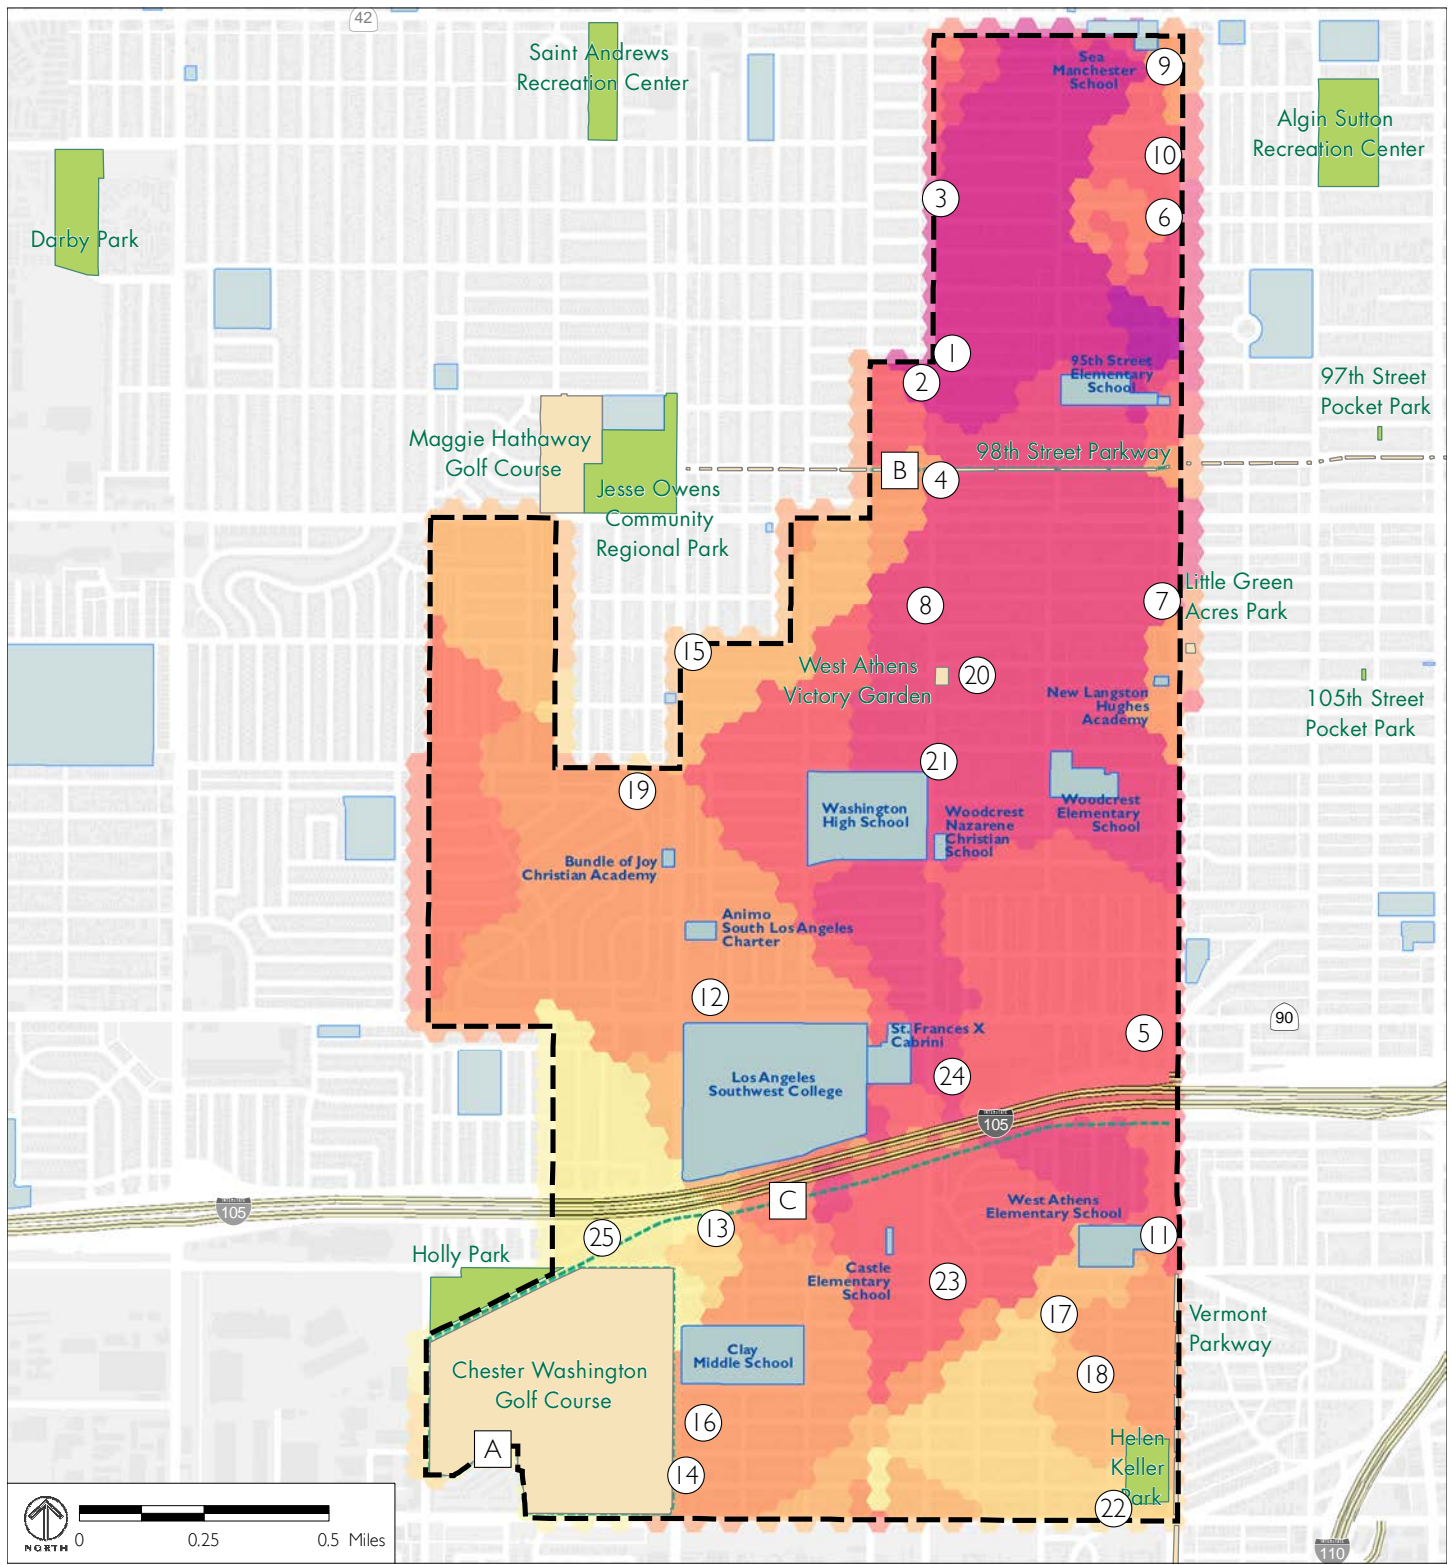 42
Saint Andrews
Recreation Center
Sea
Manchester
School
9
Algin Sutton
Recreation Center
10
3
6
Darby Park
1
2
95th Street
Elementary
School
97th Street
Pocket Park
Maggie Hathaway
Golf Course
98th Street Parkway
B
4
Jesse Owens
Community
Regional Park
8
7
Little Green
Acres Park
15
West Athens
Victory Garden
20
New Langston
Hughes
Academy
105th Street
Pocket Park
21
19
Washington
High School
Woodcrest
Nazarene
Christian
School
Woodcrest
Elementary
School
Bundle of Joy
Christian Academy
Animo
South Los Angeles
Charter
12
St. Frances X
Cabrini
5
90
Los Angeles
Southwest College
24
INTERSTATE
105
105
C
West Athens
Elementary School
13
25
11
Holly Park
Castle
Elementary
School
23
17
Vermont
Parkway
Clay
Middle School
Chester Washington
Golf Course
18
16
A
Helen
Keller
Park
14
22
NORTH
0
0.25
0.5 Miles
110